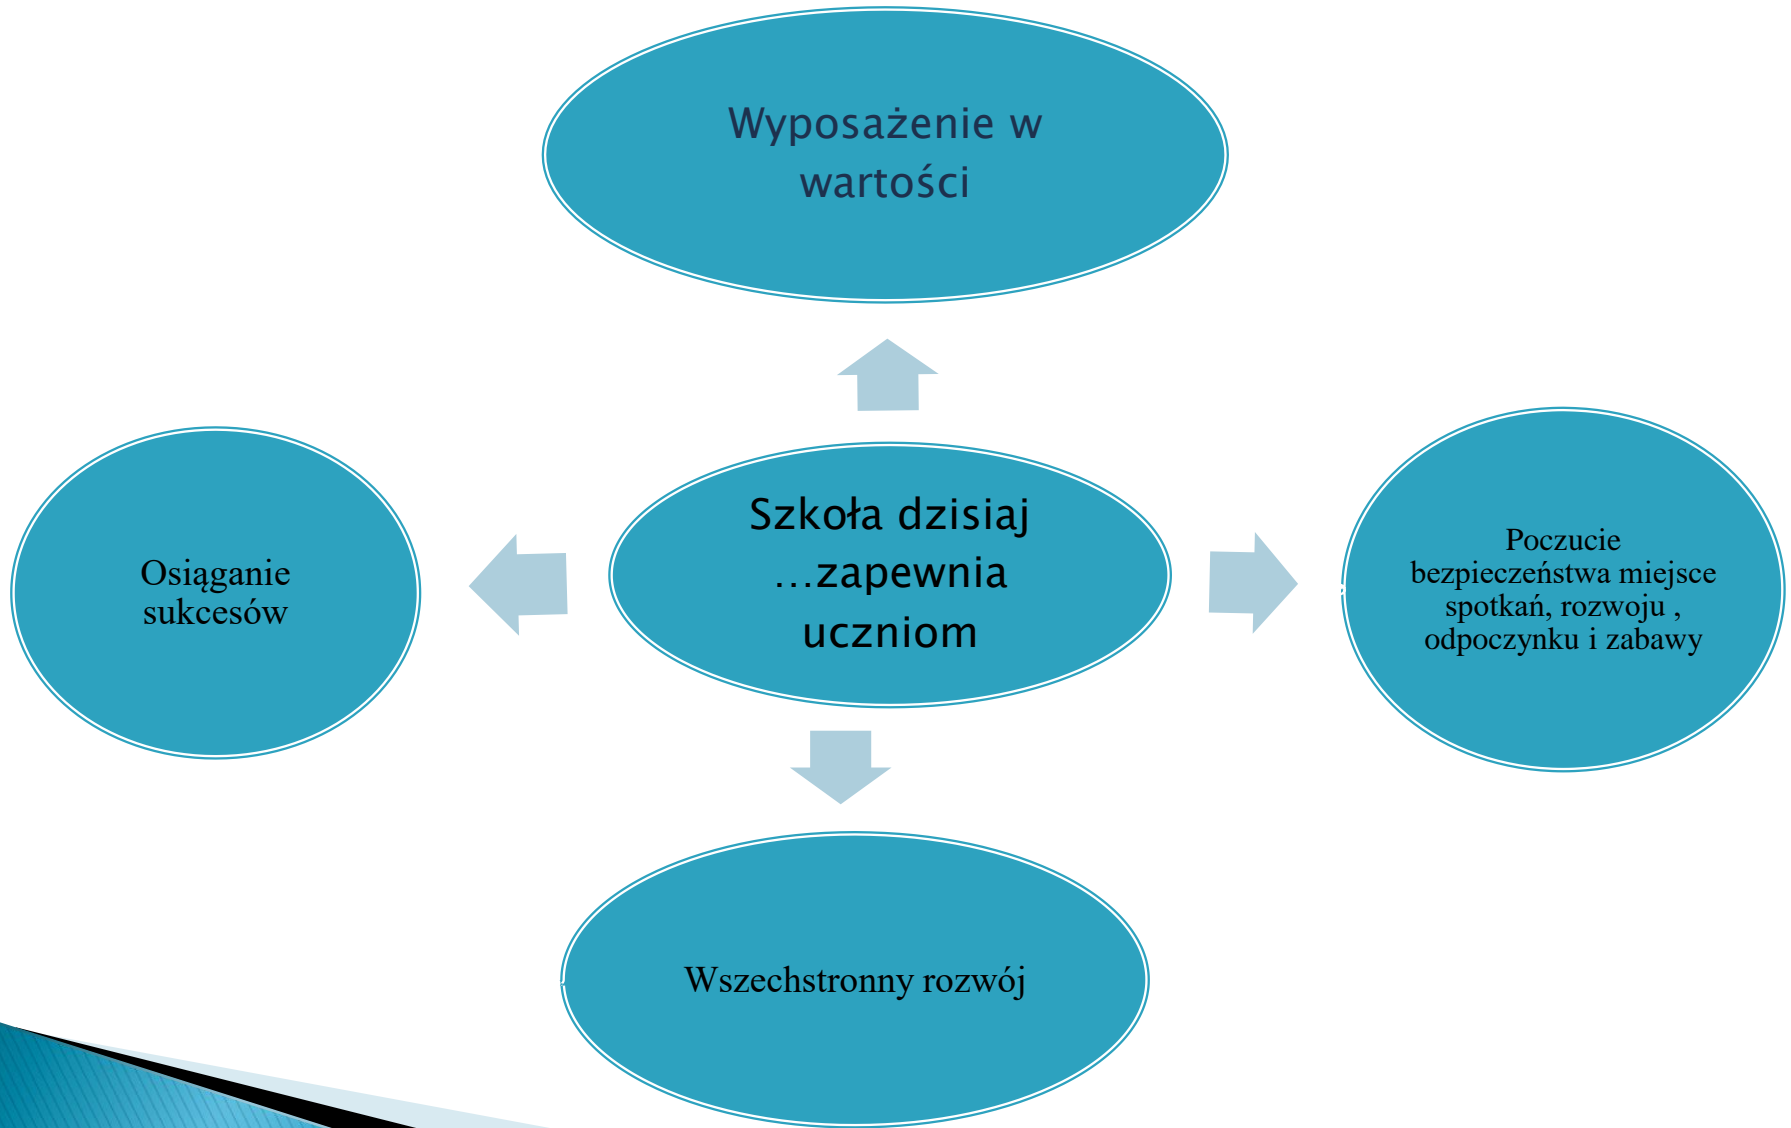 Wyposażenie w
wartości
Osiąganie
sukcesów
Szkoła dzisiaj
...zapewnia
uczniom
Poczucie
bezpieczeństwa miejsce
spotkań, rozwoju ,
odpoczynku i zabawy
Wszechstronny rozwój